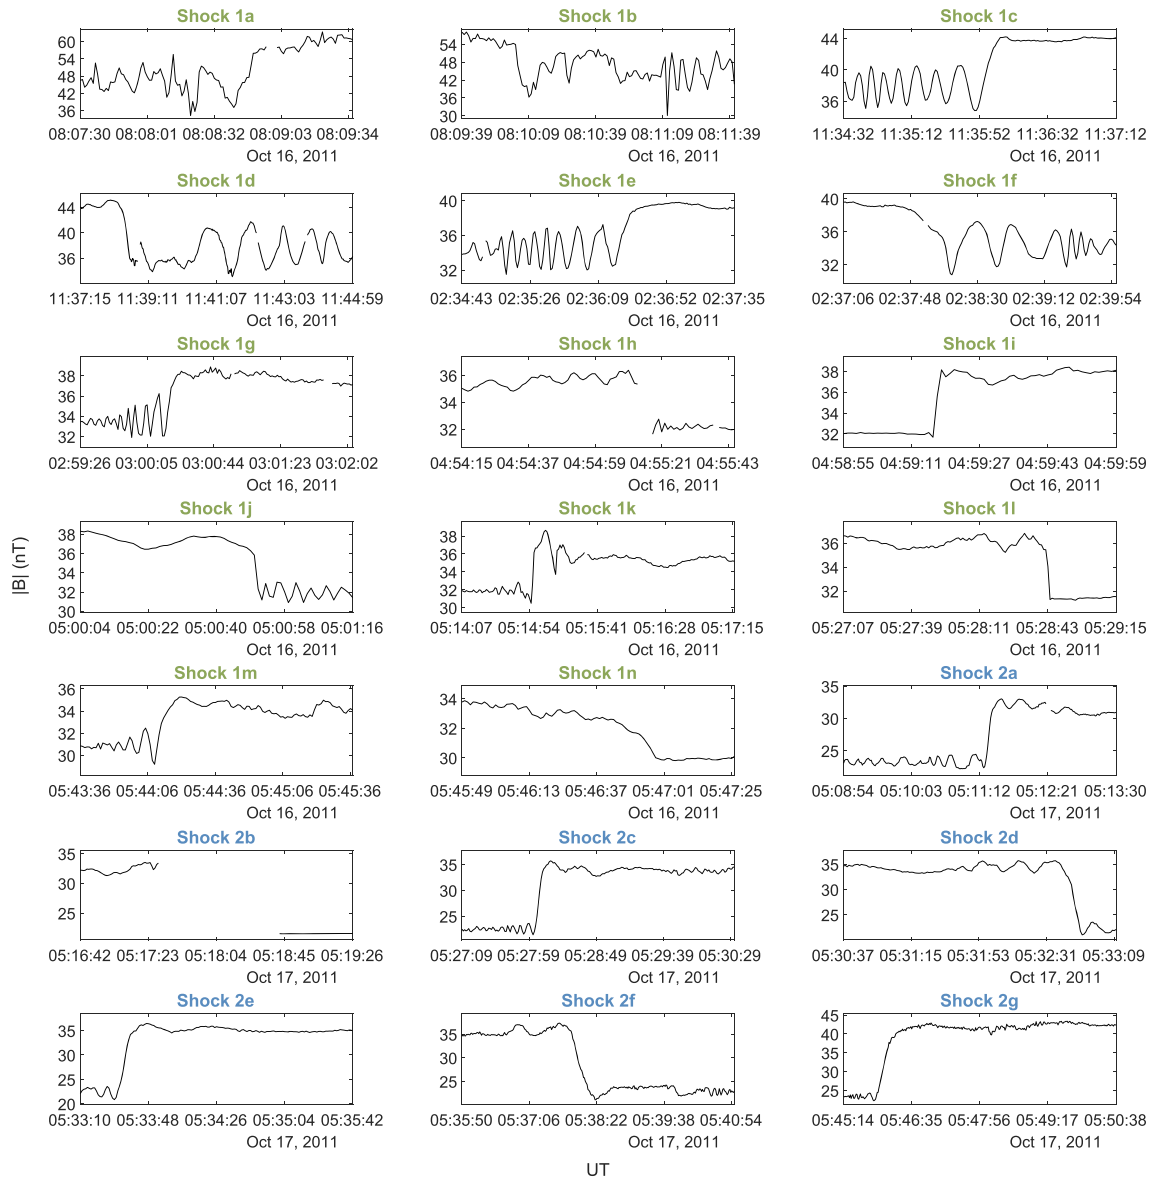 Shock 1a Shock 1b Shock 1c
60 54 48 42 36
54 48 42 36 30
44 40 36
08:07:30 08:08:01 08:08:32 08:09:03 08:09:34
08:09:39 08:10:09 08:10:39 08:11:09 08:11:39
11:34:32 11:35:12 11:35:52 11:36:32 11:37:12
Oct 16, 2011 Oct 16, 2011 Oct 16, 2011
Shock 1d Shock 1e Shock 1f
44 40 36
40 36 32
40 36 32
11:37:15 11:39:11 11:41:07 11:43:03 11:44:59
02:34:43 02:35:26 02:36:09 02:36:52 02:37:35
02:37:06 02:37:48 02:38:30 02:39:12 02:39:54
Oct 16, 2011 Oct 16, 2011 Oct 16, 2011
Shock 1g Shock 1h Shock 1i
38 36 34 32
36 34 32
38 36 34 32
02:59:26 03:00:05 03:00:44 03:01:23 03:02:02
04:54:15 04:54:37 04:54:59 04:55:21 04:55:43
04:58:55 04:59:11 04:59:27 04:59:43 04:59:59
Oct 16, 2011 Oct 16, 2011 Oct 16, 2011
|B| (nT)
Shock 1j Shock 1k Shock 1l
38 36 34 32 30
38 36 34 32 30
36 34 32
05:00:04 05:00:22 05:00:40 05:00:58 05:01:16
05:14:07 05:14:54 05:15:41 05:16:28 05:17:15
05:27:07 05:27:39 05:28:11 05:28:43 05:29:15
Oct 16, 2011 Oct 16, 2011 Oct 16, 2011
Shock 1m Shock 1n Shock 2a
36 34 32 30
34 32 30
35 30 25
05:43:36 05:44:06 05:44:36 05:45:06 05:45:36
05:45:49 05:46:13 05:46:37 05:47:01 05:47:25
05:08:54 05:10:03 05:11:12 05:12:21 05:13:30
Oct 16, 2011 Oct 16, 2011 Oct 17, 2011
Shock 2b Shock 2c Shock 2d
35 30 25
35 30 25
35 30 25
05:16:42 05:17:23 05:18:04 05:18:45 05:19:26
05:27:09 05:27:59 05:28:49 05:29:39 05:30:29
05:30:37 05:31:15 05:31:53 05:32:31 05:33:09
Oct 17, 2011 Oct 17, 2011 Oct 17, 2011
Shock 2e Shock 2f Shock 2g
35 30 25 20
35 30 25
45 40 35 30 25
05:33:10 05:33:48 05:34:26 05:35:04 05:35:42
05:35:50 05:37:06 05:38:22 05:39:38 05:40:54
05:45:14 05:46:35 05:47:56 05:49:17 05:50:38
Oct 17, 2011 Oct 17, 2011 Oct 17, 2011
UT